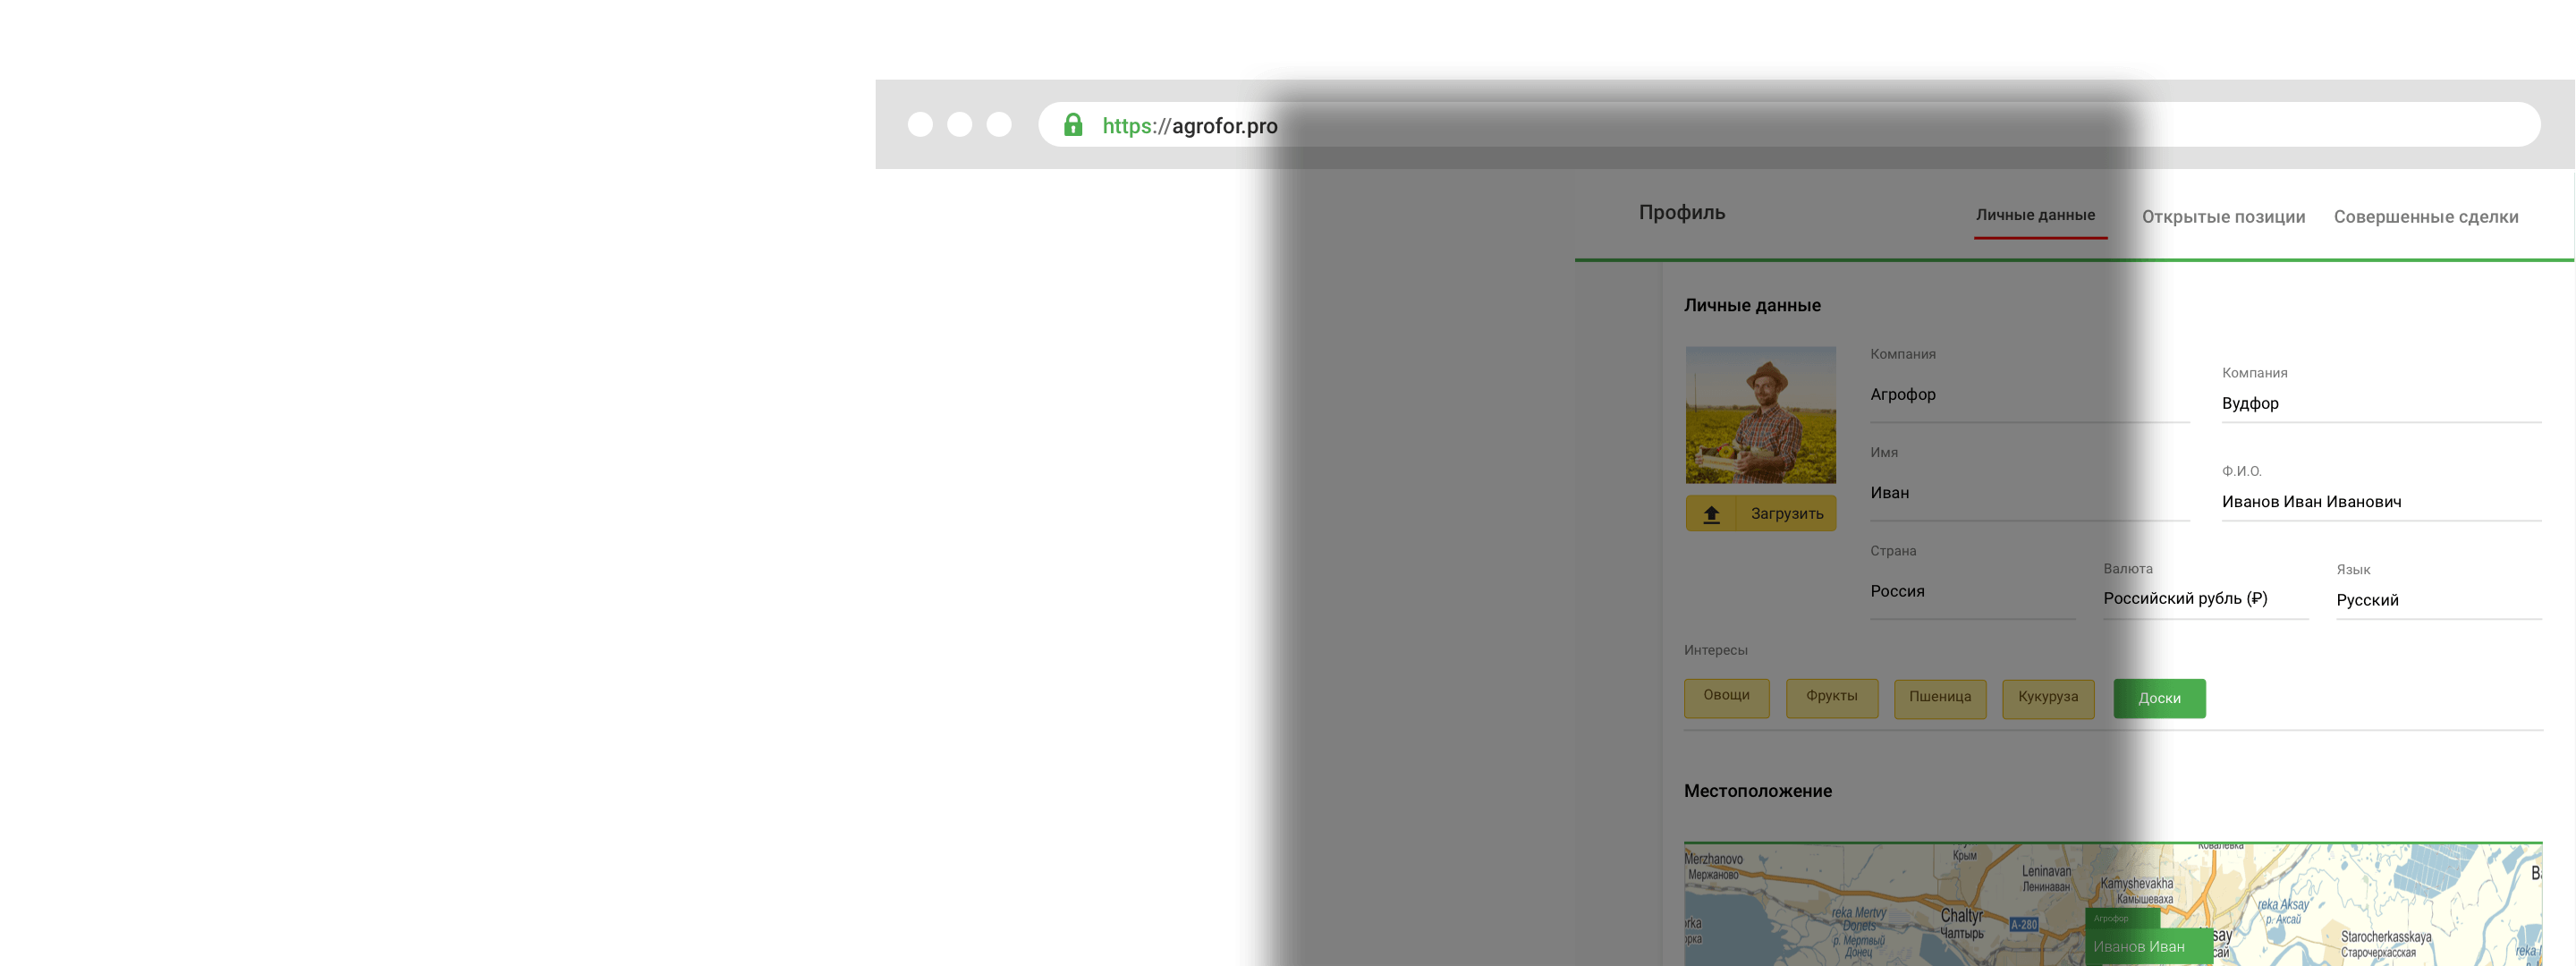 https://agrofor.pro
Профиль
Личные данные
Открытые позиции
Совершенные сделки
Личные данные
Компания
Агрофор
Компания
Вудфор
Имя
Иван
Ф.И.О.
Иванов Иван Иванович
Загрузить
Страна
Россия
Валюта
Российский рубль (₽)
Язык
Русский
Интересы
Овощи
Фрукты
Пшеница
Кукуруза
Доски
Местоположение
Merzhanovo
Мержаново
Крым
Leninavan
Ленинаван
Kamyshevakha
Камышеваха
reka Mertvy
Donets
р. Мертвый
Донец
Chaltyr
Чалтырь
A-280
Агрофор
Иванов Иван
reka Aksay
р. Аксай
Starocherkasskaya
Старочеркасская